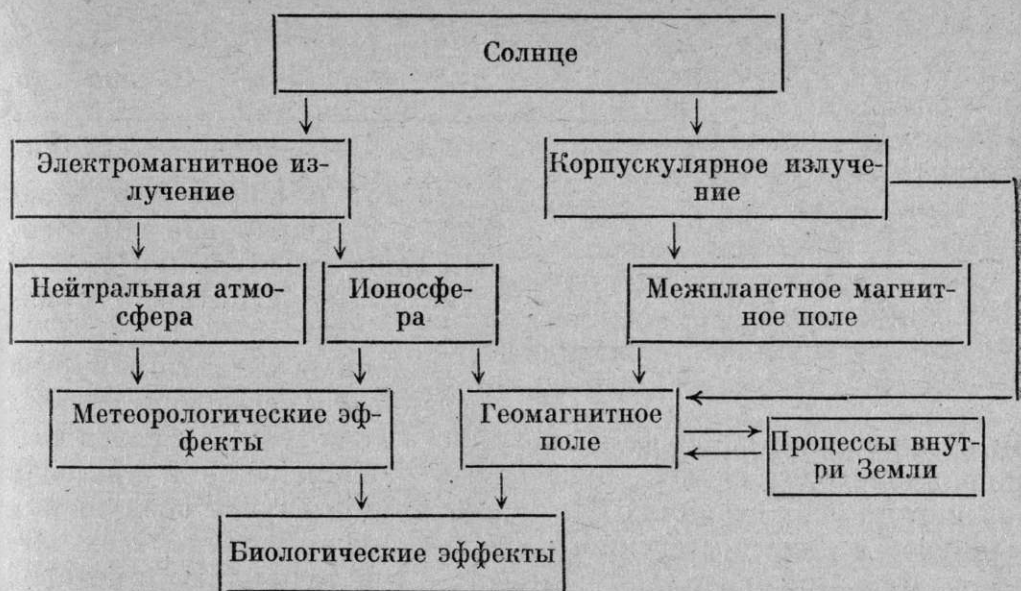 Солнце
Электромагнитное из-
лучение
Корпускулярное излуче-
ние
Нейтральная атмо-
сфера
Ионосфе-
ра
Межпланетное магнит-
ное поле
Метеорологические эф-
фекты
Геомагнитное
поле
Процессы внут-
ри Земли
Биологические эффекты